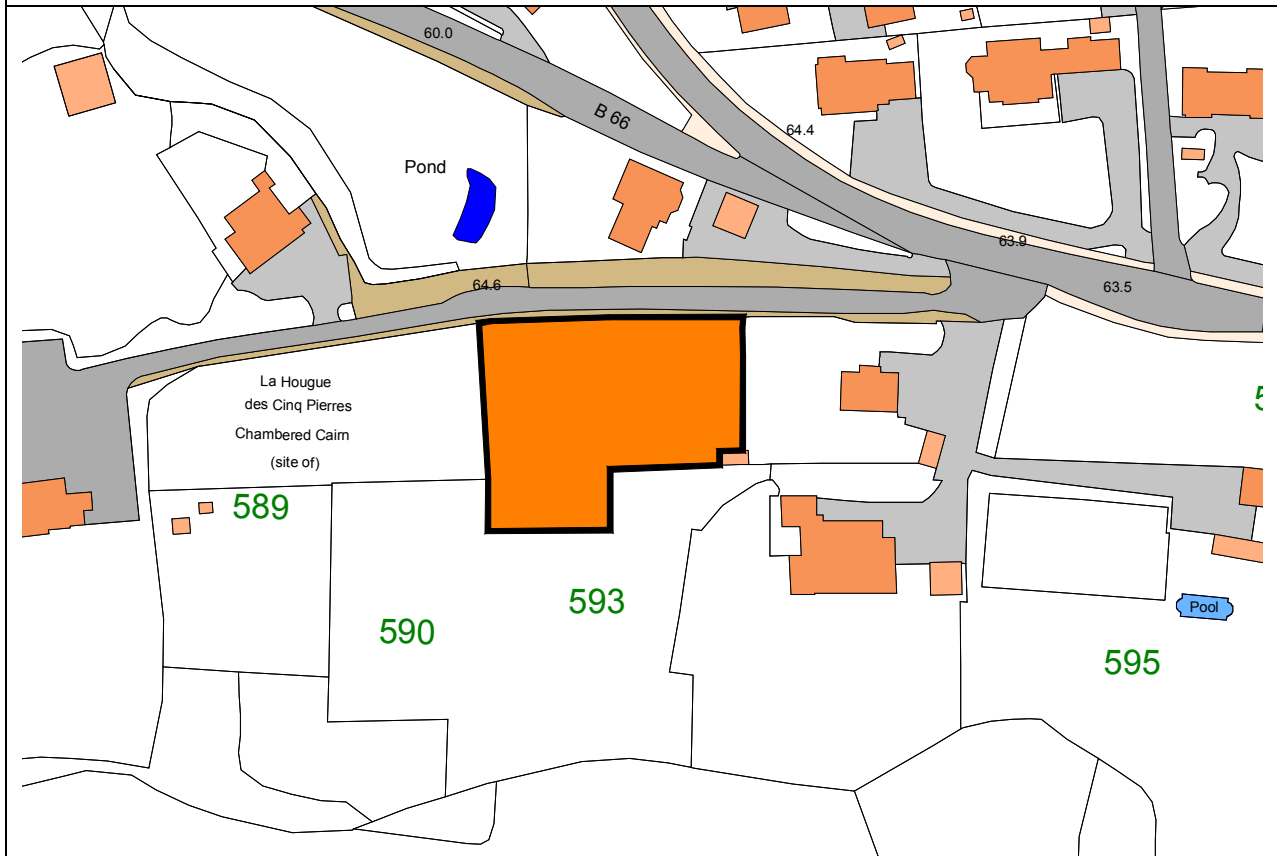 60.0
B 66
64.4
Pond
63.9
64.6
63.5
La Hougue
des Cinq Pierres
Chambered Cairn
(site of)
589
593
590
Pool
595